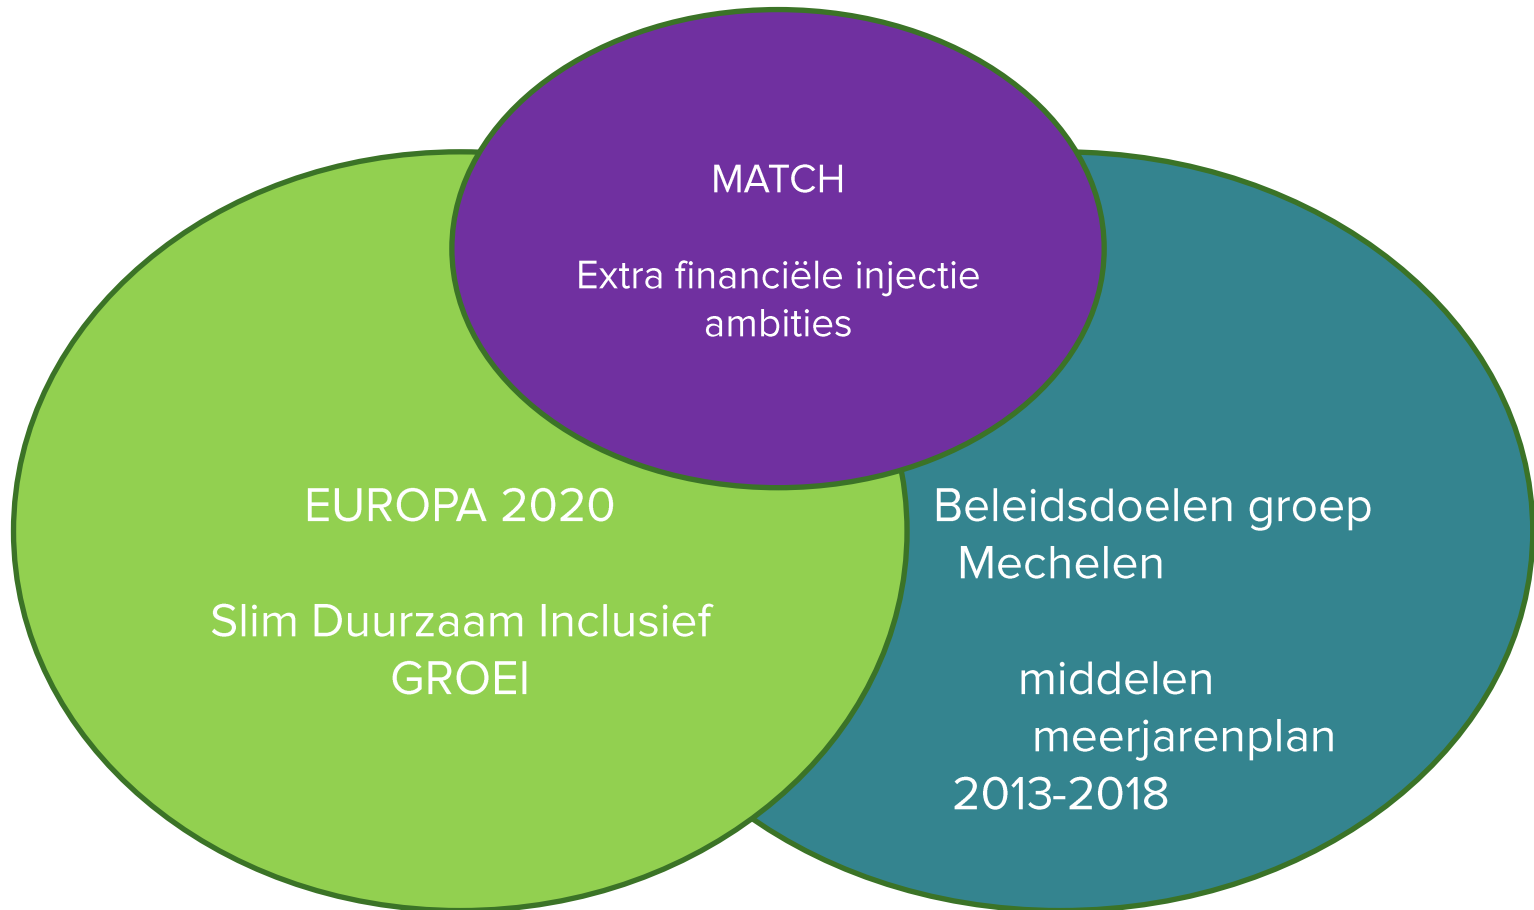 MATCH
Extra financiële injectie
ambities
EUROPA 2020
Slim Duurzaam Inclusief
GROEI
Beleidsdoelen groep
Mechelen
middelen
meerjarenplan
2013-2018